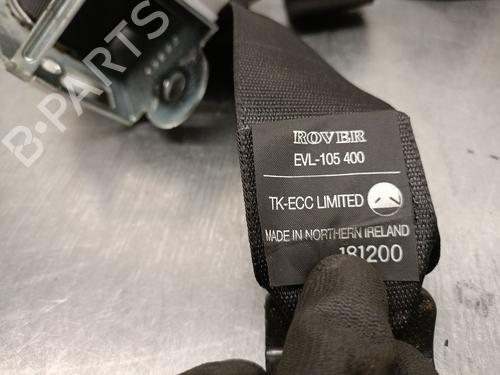 B-PARTS
ROVER
EVL-105 400
TK-ECC LIMITED
MADE IN NORTHERN IRELAND
181200